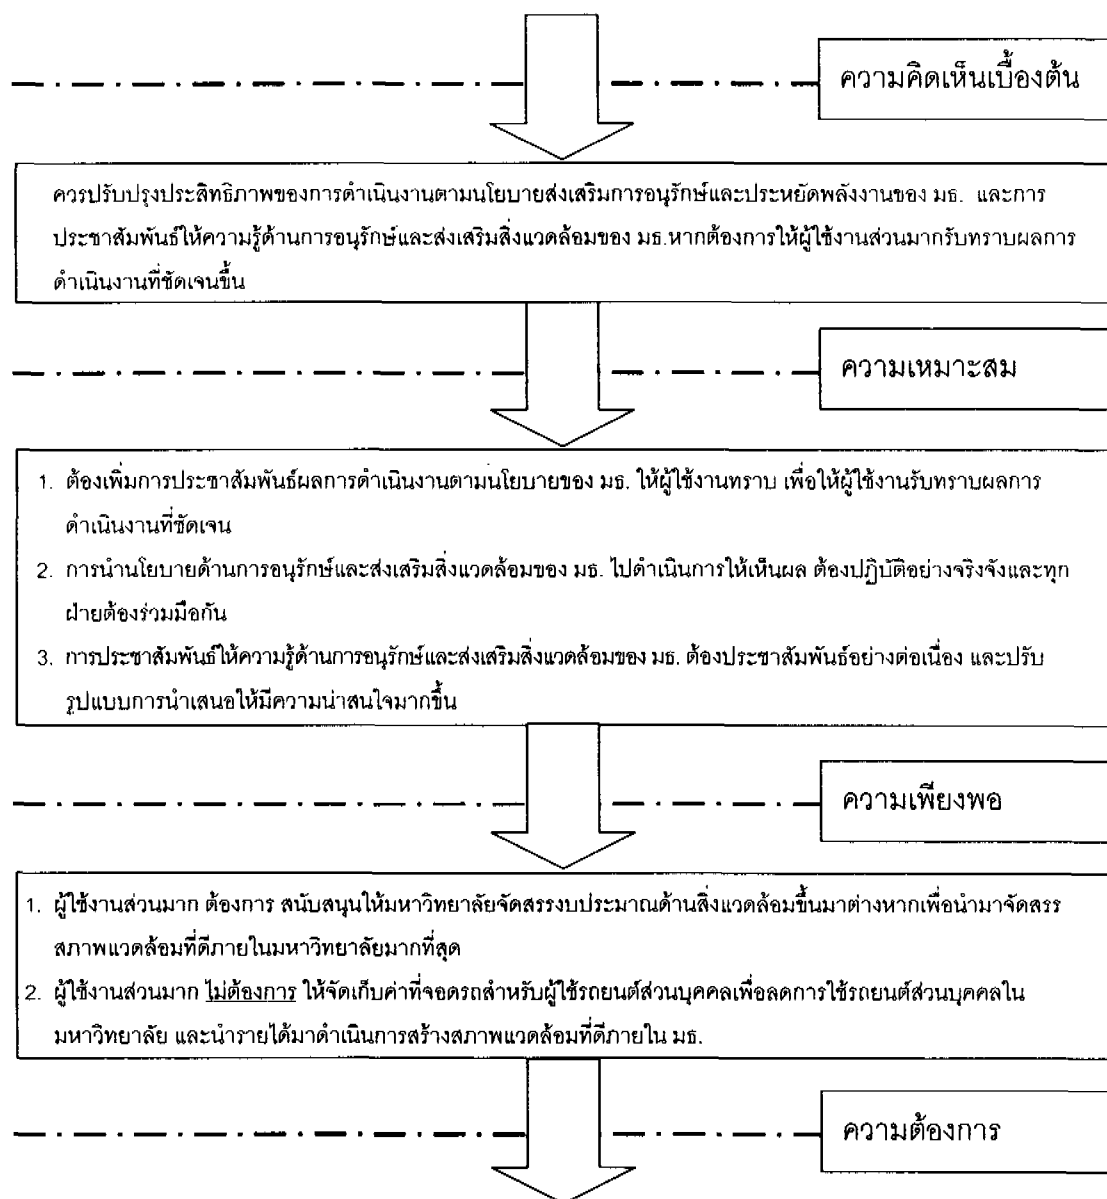 ความคิดเห็นเบื้องต้น
ควรปรับปรุงประสิทธิภาพของการดำเนินงานตามนโยบายส่งเสริมการอนุรักษ์และประหยัดพลังงานของ มธ. และการ
ประชาสัมพันธ์ให้ความรู้ด้านการอนุรักษ์และส่งเสริมสิ่งแวดล้อมของ มธ.หากต้องการให้ผู้ใช้งานส่วนมากรับทราบผลการ
ดำเนินงานที่ชัดเจนขึ้น
ความเหมาะสม
1. ต้องเพิ่มการประชาสัมพันธ์ผลการดำเนินงานตามนโยบายของ มธ. ให้ผู้ใช้งานทราบ เพื่อให้ผู้ใช้งานรับทราบผลการ
ดำเนินงานที่ชัดเจน
2. การนำนโยบายด้านการอนุรักษ์และส่งเสริมสิ่งแวดล้อมของ มธ. ไปดำเนินการให้เห็นผล ต้องปฏิบัติอย่างจริงจังและทุก
ฝ่ายต้องร่วมมือกัน
3. การประชาสัมพันธ์ให้ความรู้ด้านการอนุรักษ์และส่งเสริมสิ่งแวดล้อมของ มธ. ต้องประชาสัมพันธ์อย่างต่อเนื่อง และปรับ
รูปแบบการนำเสนอให้มีความน่าสนใจมากขึ้น
ความเพียงพอ
1. ผู้ใช้งานส่วนมาก ต้องการ สนับสนุนให้มหาวิทยาลัยจัดสรรงบประมาณด้านสิ่งแวดล้อมขึ้นมาต่างหากเพื่อนำมาจัดสรร
สภาพแวดล้อมที่ดีภายในมหาวิทยาลัยมากที่สุด
2. ผู้ใช้งานส่วนมาก ไม่ต้องการ ให้จัดเก็บค่าที่จอดรถสำหรับผู้ใช้รถยนต์ส่วนบุคคลเพื่อลดการใช้รถยนต์ส่วนบุคคลใน
มหาวิทยาลัย และนำรายได้มาดำเนินการสร้างสภาพแวดล้อมที่ดีภายใน มธ.
ความต้องการ